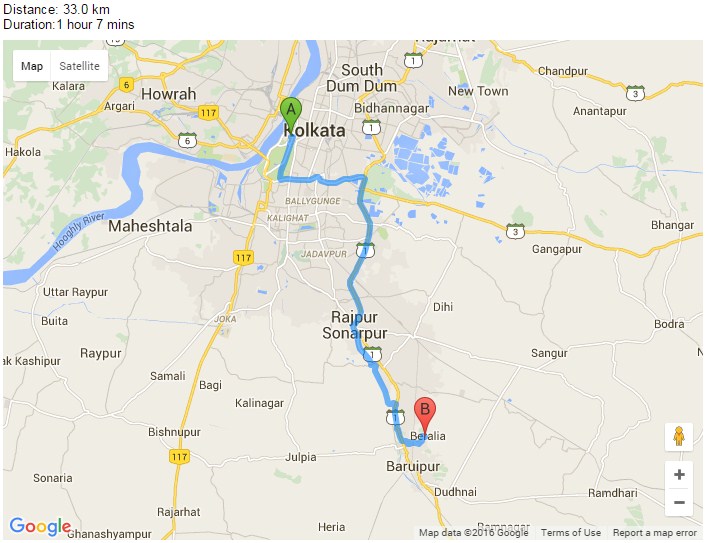 Distance: 33.0 km
Duration:1 hour 7 mins
Map Satellite
Kalara
6
Argari
Howrah
117
South
Dum Dum
Rajarhat
1
Bidhannagar
New Town
Chandpur
3
Anantapur
A
Kolkata
1
6
Hakola
Hooghly River
Maheshtala
BALLYGUNGE
KALIGHAT
JADAVPUR
1
3
Bhangar
Gangapur
117
Uttar Raypur
Buita
JOKA
Rajpur
Sonarpur
Dihi
Bodra
ak Kashipur
Raypur
1
Sangur
Samali
Bagi
Kalinagar
B
1
Beralia
Bishnupur
117
Julpia
Baruipur
Sonaria
Dudhnai
Ramdhari
Rajarhat
Heria
Ramnagar
Google
Ghanashyampur
+
−
Map data ©2016 Google Terms of Use Report a map error